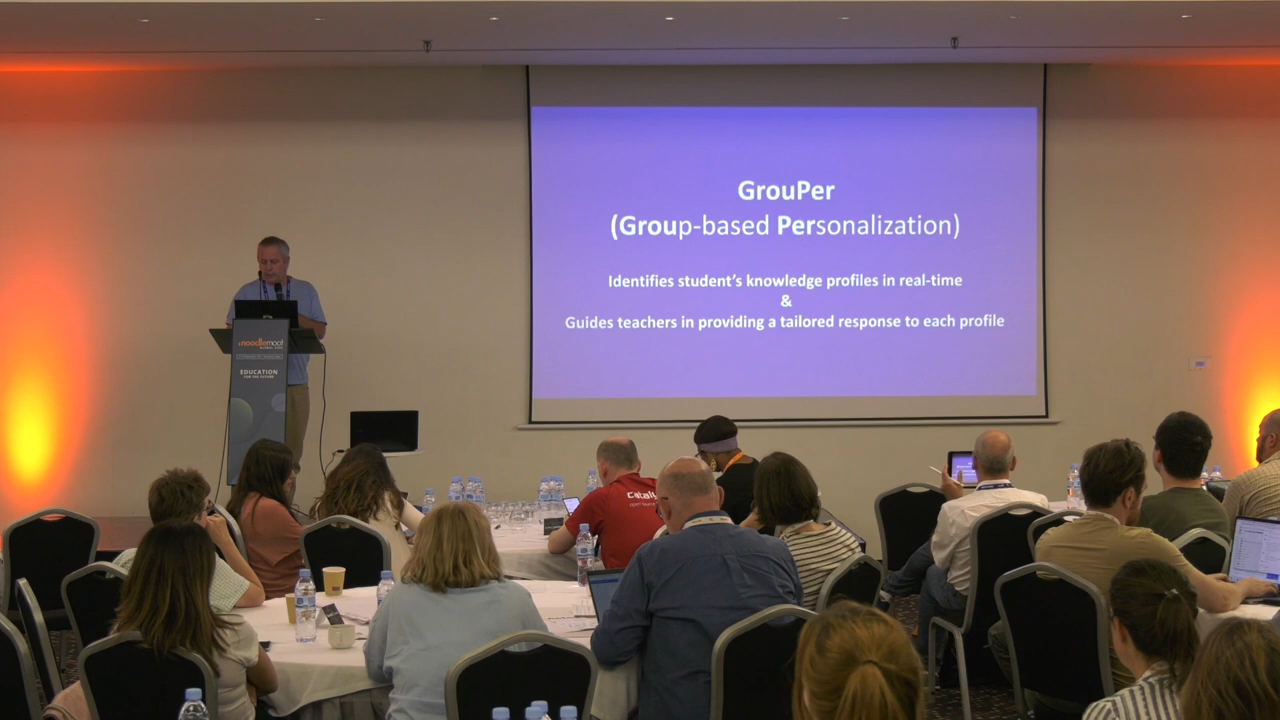 GrouPer
(Group-based Personalization)
Identifies student's knowledge profiles in real-time
&
Guides teachers in providing a tailored response to each profile
moodlemoot
EDUCATION
FOR THE FUTURE